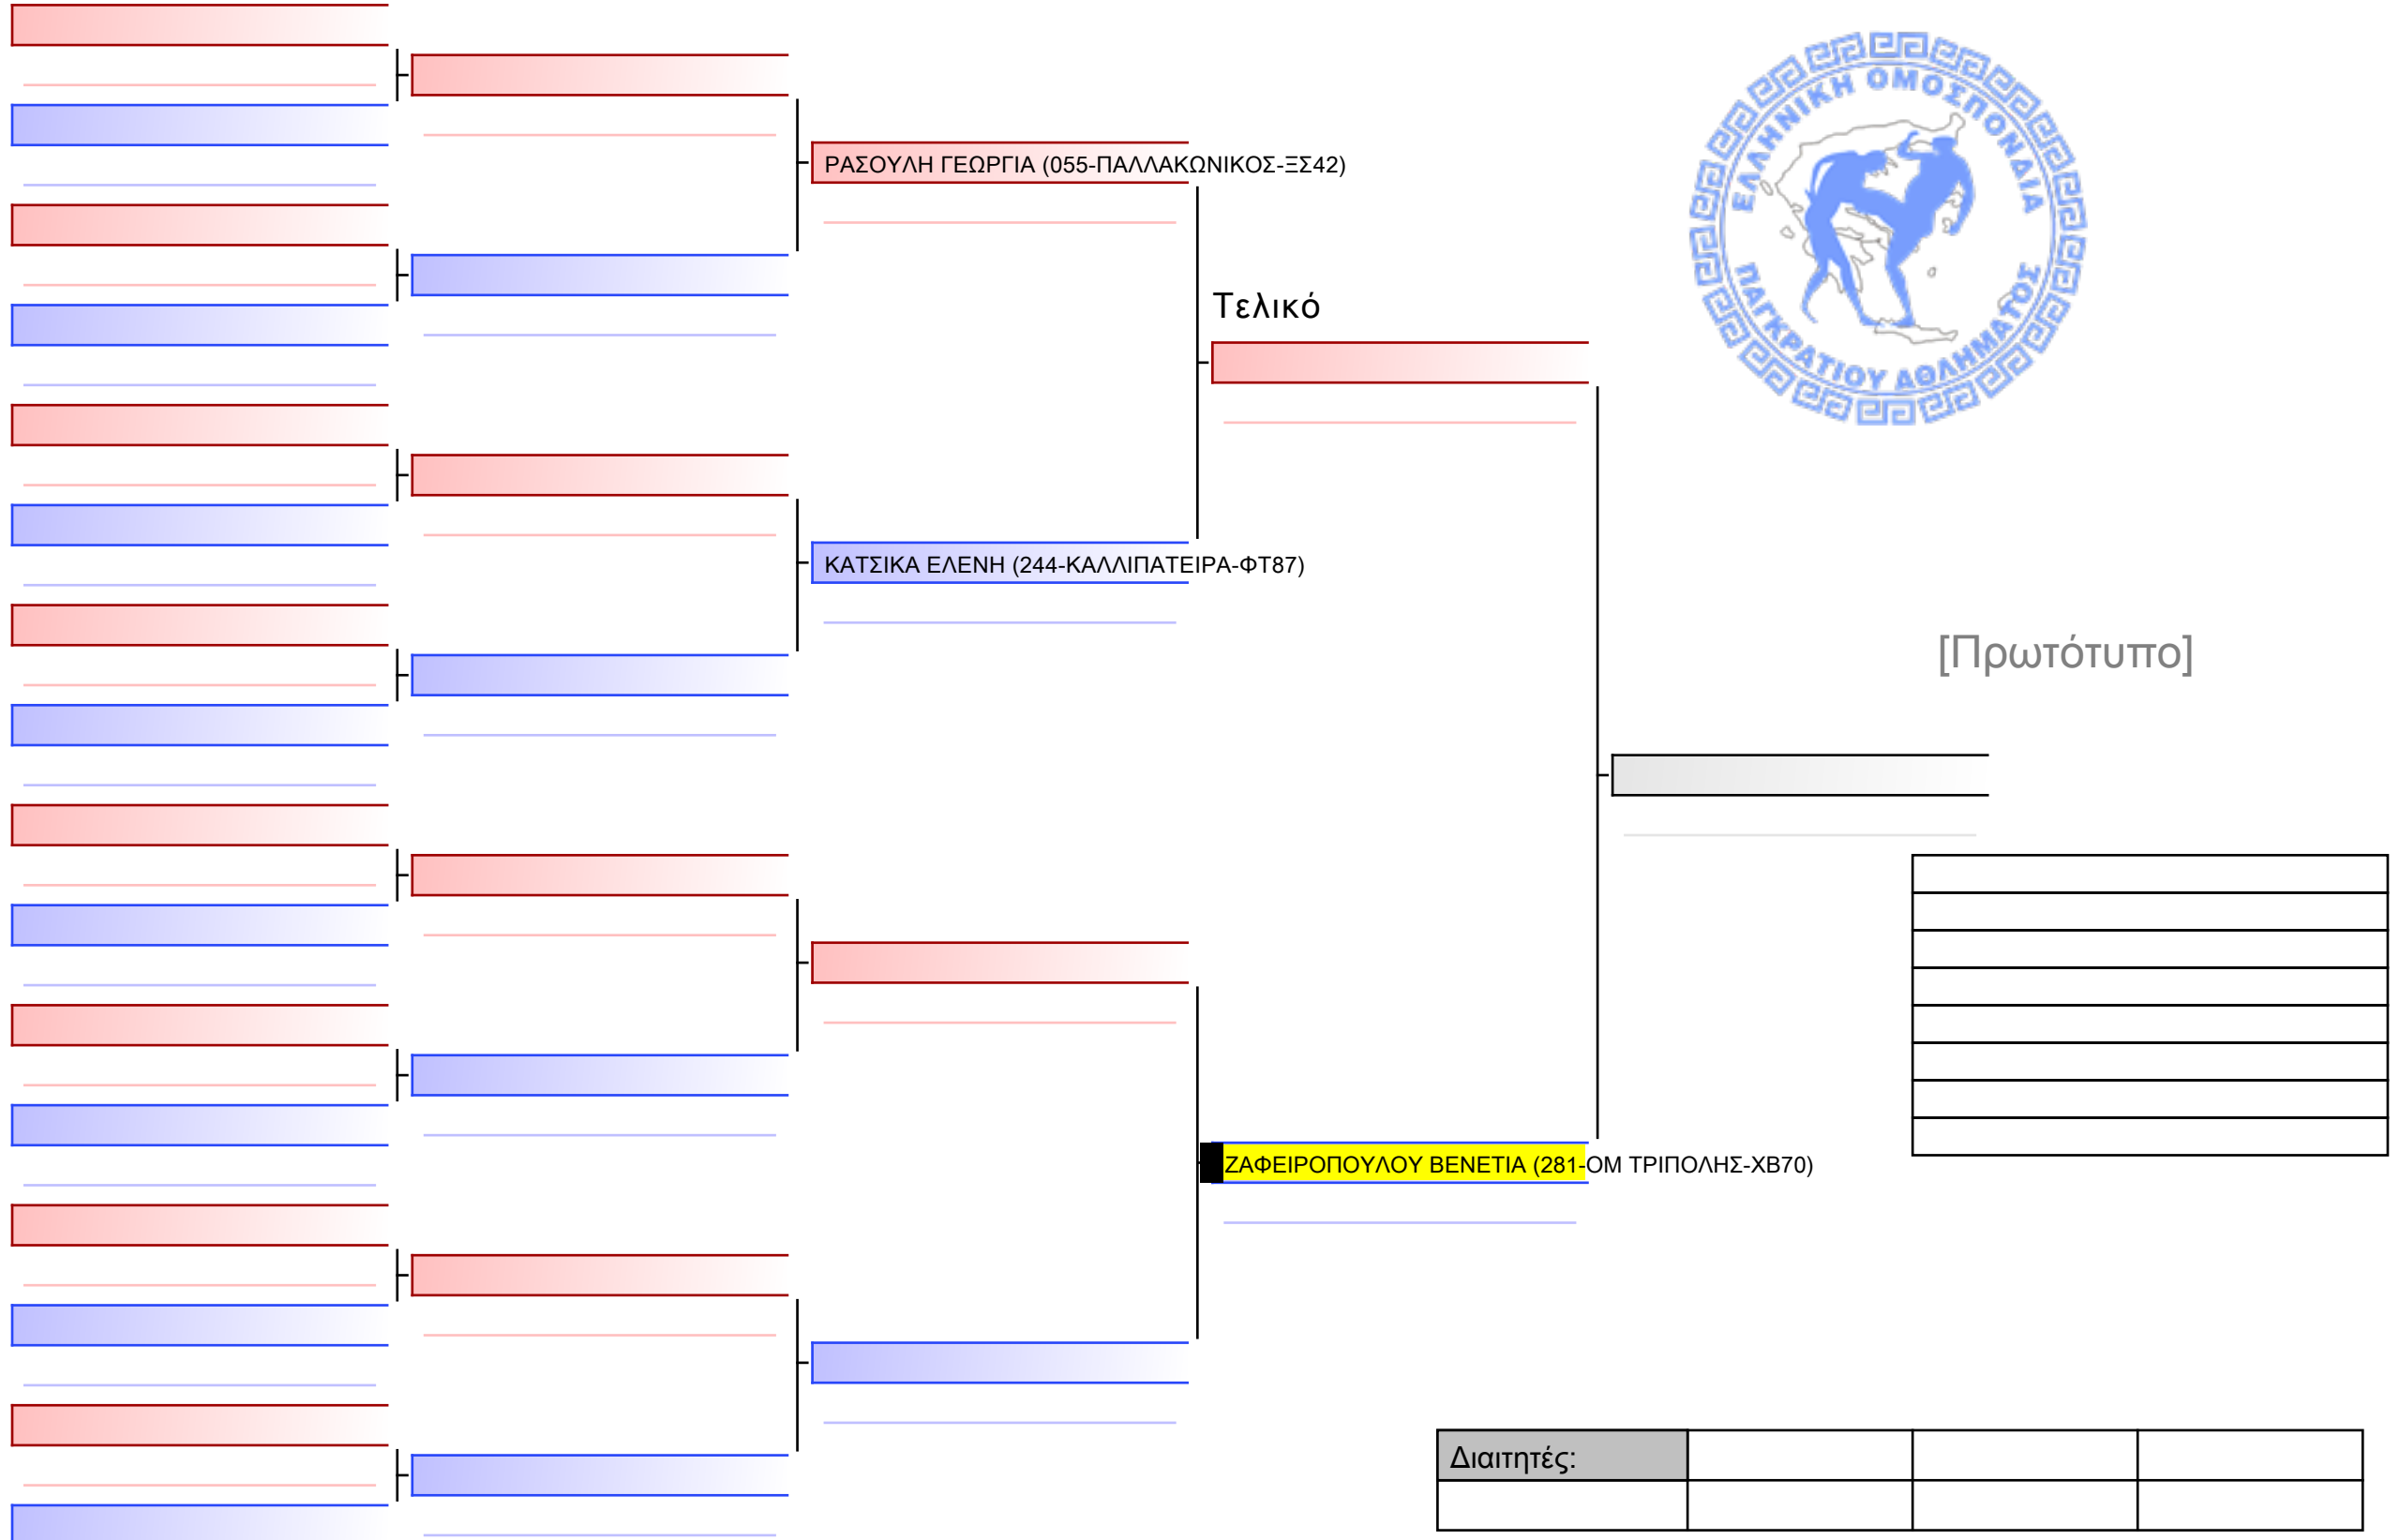 ΕΛΛΗΝΙΚΗ ΟΜΟΣΠΟΝΔΙΑ
ΠΑΓΚΡΑΤΙΟΥ ΑΘΛΗΜΑΤΟΣ
ΡΑΣΟΥΛΗ ΓΕΩΡΓΙΑ (055-ΠΑΛΛΑΚΩΝΙΚΟΣ-ΞΣ42)
Τελικό
ΚΑΤΣΙΚΑ ΕΛΕΝΗ (244-ΚΑΛΛΙΠΑΤΕΙΡΑ-ΦΤ87)
[Πρωτότυπο]
ΖΑΦΕΙΡΟΠΟΥΛΟΥ ΒΕΝΕΤΙΑ (281-ΟΜ ΤΡΙΠΟΛΗΣ-ΧΒ70)
Διαιτητές: